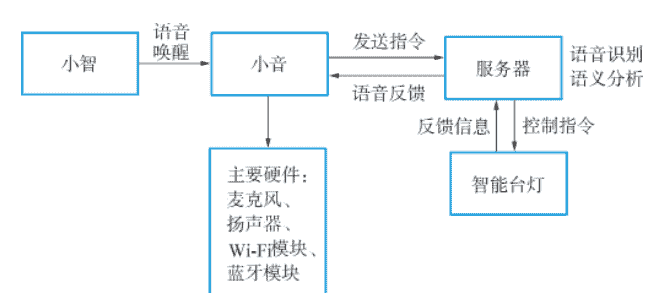 小智
语音
唤醒
小音
发送指令
语音反馈
服务器
语音识别
语义分析
反馈信息
控制指令
智能台灯
主要硬件：
麦克风、
扬声器、
Wi-Fi模块、
蓝牙模块